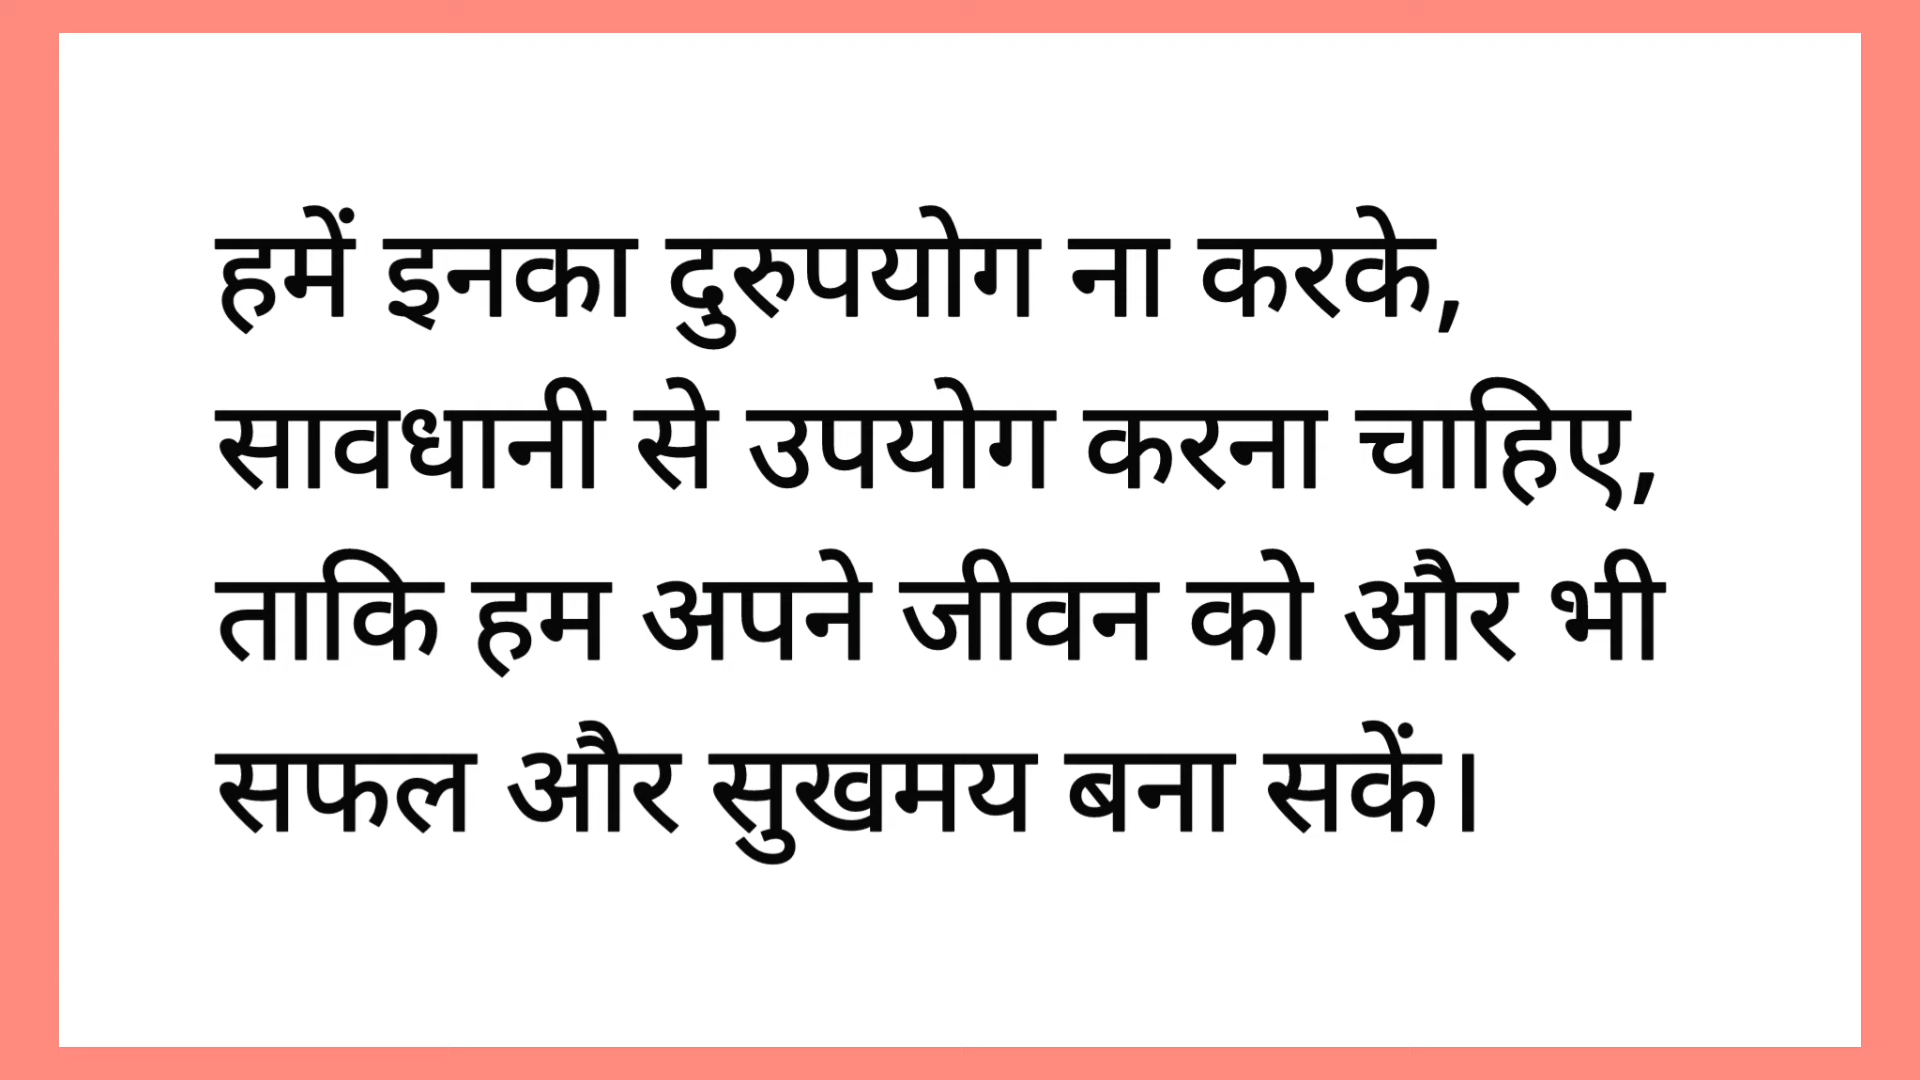 हमें इनका दुरुपयोग ना करके,
सावधानी से उपयोग करना चाहिए,
ताकि हम अपने जीवन को और भी
सफल और सुखमय बना सकें।